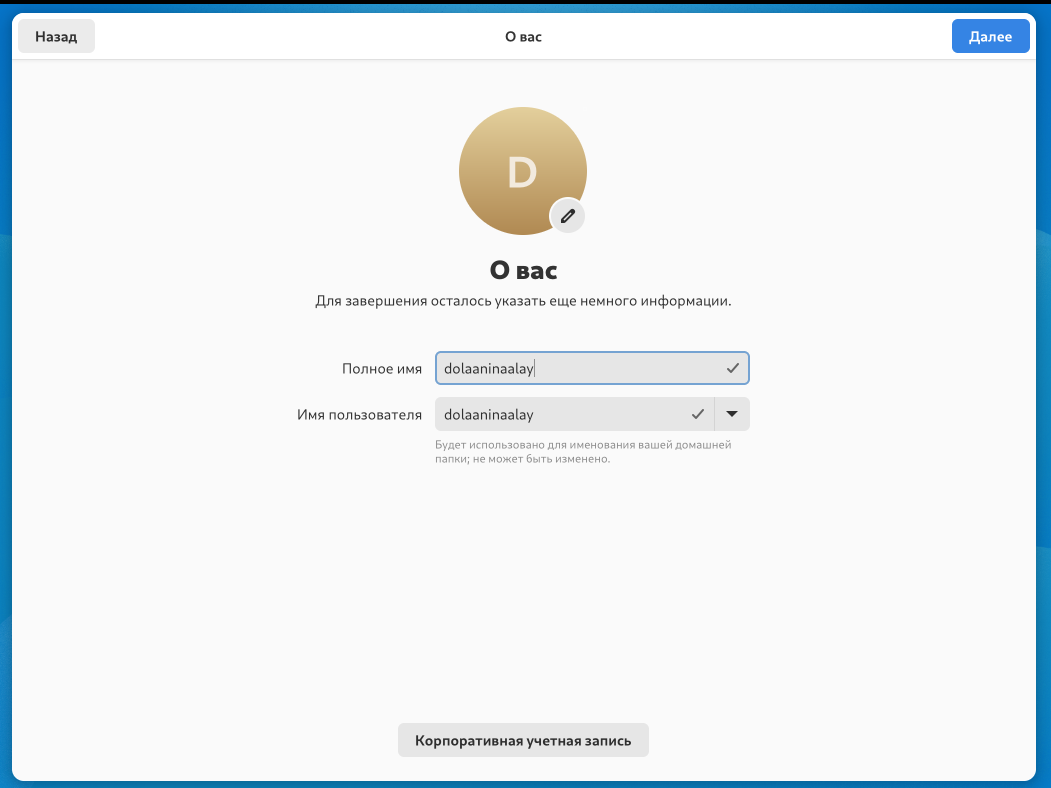 Назад
О вас
Далее
D
О вас
Для завершения осталось указать еще немного информации.
Полное имя
dolaaninaalay
Имя пользователя
dolaaninaalay
Будет использовано для именования вашей домашней
папки; не может быть изменено.
Корпоративная учетная запись